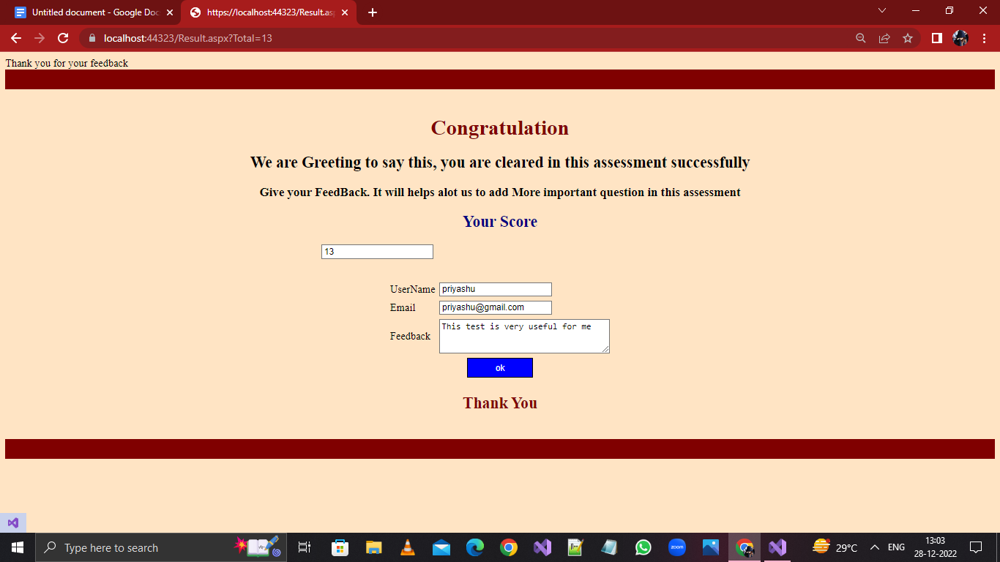 Untitled document - Google Doc
https://localhost:44323/Result.asp
localhost:44323/Result.aspx?Total=13
Thank you for your feedback
Congratulation
We are Greeting to say this, you are cleared in this assessment successfully
Give your FeedBack. It will helps alot us to add More important question in this assessment
Your Score
13
UserName priyashu
Email priyashu@gmail.com
Feedback This test is very useful for me
ok
Thank You
Type here to search
zoom
29°C
ENG
13:03
28-12-2022